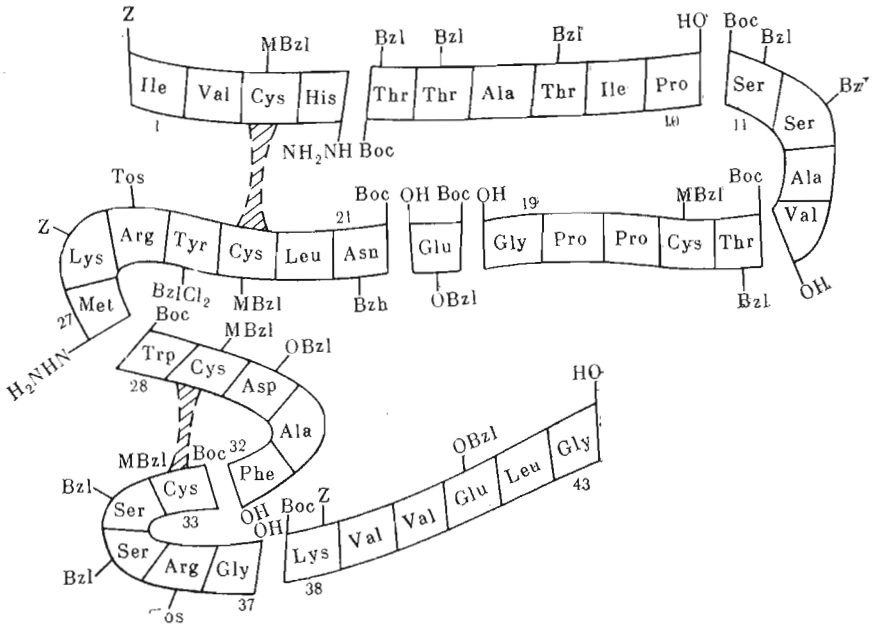 Z
MBzl
Bzl Bzl Bzl
HO Boc
Bzl
Ile Val Cys His Thr Thr Ala Thr Ile Pro Ser
Bz
1 10 11
Ser
NH₂NH Boc
Ala
Val
OH
Tos Boc OH Boc OH MBzl Boc
21 19
Z
Lys Arg Tyr Cys Leu Asn Glu Gly Pro Pro Cys Thr
BzlCl₂ MBzl Bzh OBzl Bzl
Met
27
H₂NHN
Boc
MBzl
OBzl
Trp Cys Asp
28
Ala
Phe
OH
MBzl Boc 32
Bzl
Cys
Ser
33
Ser Arg Gly
Bzl
os
37
OH Boc Z
OBzl
HO
Lys Val Val Glu Leu Gly
38 43